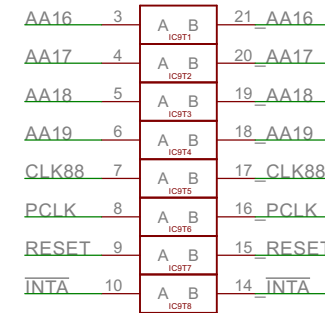 AA16 3 A B 21 _AA16
IC9T1
AA17 4 A B 20 _AA17
IC9T2
AA18 5 A B 19 _AA18
IC9T3
AA19 6 A B 18 _AA19
IC9T4
CLK88 7 A B 17 _CLK88
IC9T5
PCLK 8 A B 16 _PCLK
IC9T6
RESET 9 A B 15 _RESET
IC9T7
INTA 10 A B 14 _INTA
IC9T8